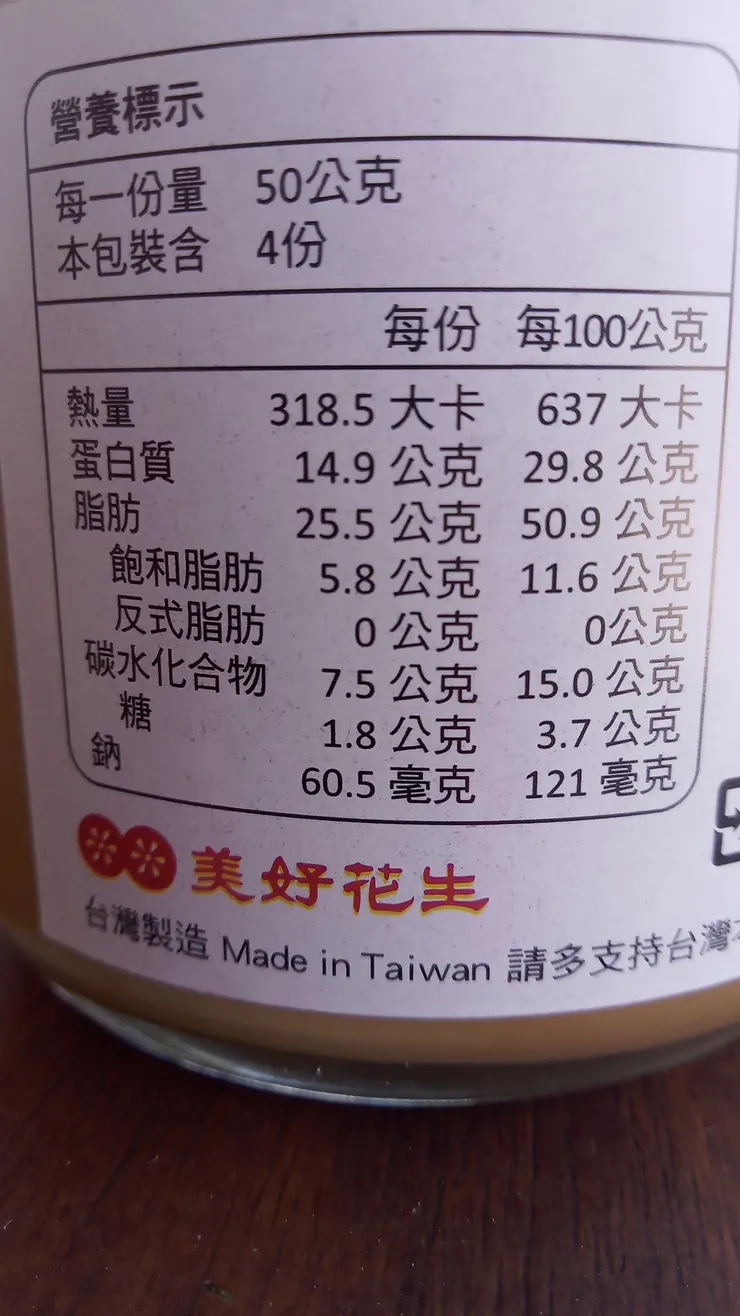 營養標示
每一份量 50公克
本包裝含 4份
每份 每100公克
熱量 318.5 大卡 637 大卡
蛋白質 14.9 公克 29.8 公克
脂肪 25.5 公克 50.9 公克
飽和脂肪 5.8 公克 11.6 公克
反式脂肪 0 公克 0公克
碳水化合物 7.5 公克 15.0 公克
糖 1.8 公克 3.7 公克
鈉 60.5 毫克 121 毫克
美好花生
台灣製造 Made in Taiwan 請多支持台灣